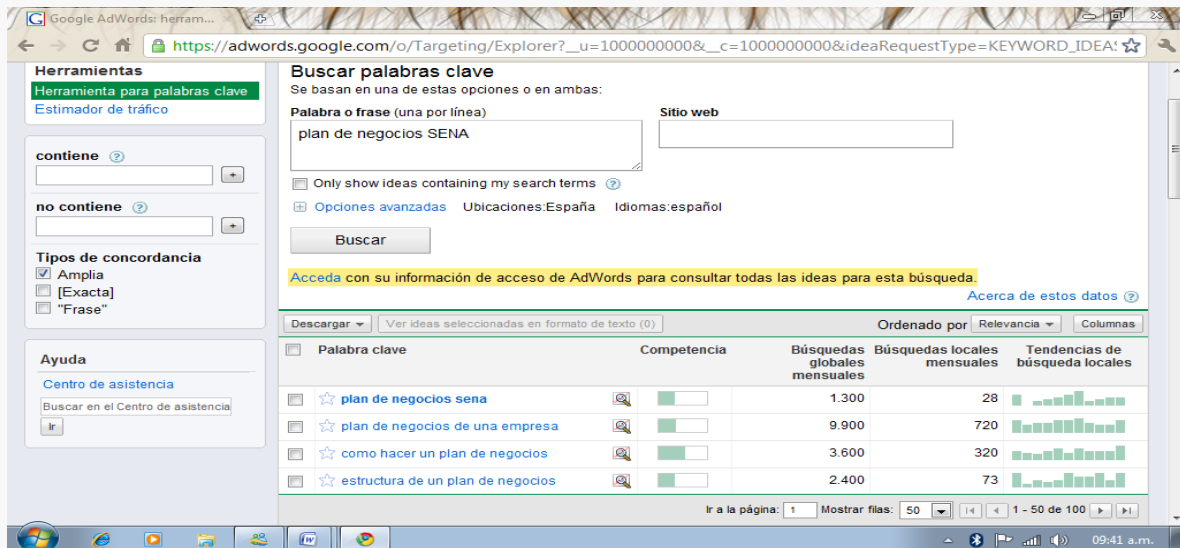 Google AdWords: herram...
https://adwords.google.com/o/Targeting/Explorer?__u=1000000000&__c=1000000000&ideaRequestType=KEYWORD_IDEAS
Herramientas
Herramienta para palabras clave
Estimador de tráfico
contiene
+
no contiene
+
Tipos de concordancia
Amplia
[Exacta]
"Frase"
Ayuda
Centro de asistencia
Buscar en el Centro de asistencia
Ir
Buscar palabras clave
Se basan en una de estas opciones o en ambas:
Palabra o frase (una por línea) Sitio web
plan de negocios SENA
Only show ideas containing my search terms
Opciones avanzadas Ubicaciones:España Idiomas:español
Buscar
Acceda con su información de acceso de AdWords para consultar todas las ideas para esta búsqueda.
Acerca de estos datos
Descargar Ver ideas seleccionadas en formato de texto (0) Ordenado por Relevancia Columnas
Palabra clave Competencia Búsquedas globales mensuales Búsquedas locales mensuales Tendencias de búsqueda locales
plan de negocios sena 1.300 28
plan de negocios de una empresa 9.900 720
como hacer un plan de negocios 3.600 320
estructura de un plan de negocios 2.400 73
Ir a la página: 1 Mostrar filas: 50 1 - 50 de 100
09:41 a.m.